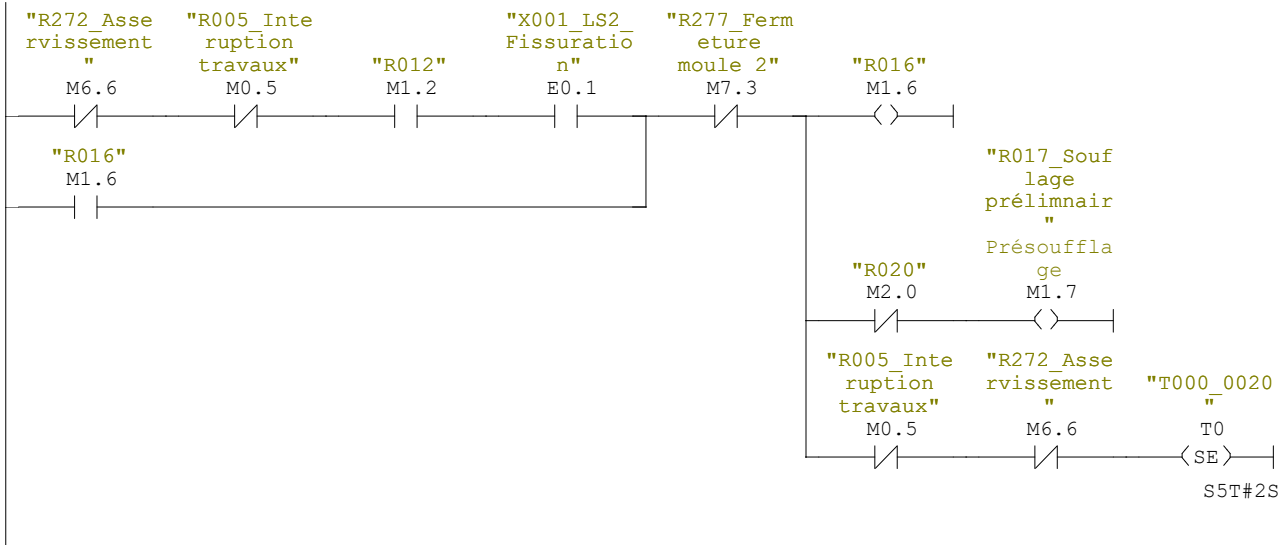 "R272_Asse
rvissement
"
M6.6
"R005_Inte
ruption
travaux"
M0.5
"R012"
M1.2
"X001_LS2_
Fissuratio
n"
E0.1
"R277_Ferm
eture
moule 2"
M7.3
"R016"
M1.6
"R016"
M1.6
"R017_Souf
lage
prélimnair
"
Présouffla
ge
M1.7
"R020"
M2.0
"R005_Inte
ruption
travaux"
M0.5
"R272_Asse
rvissement
"
M6.6
"T000_0020
"
T0
SE
S5T#2S